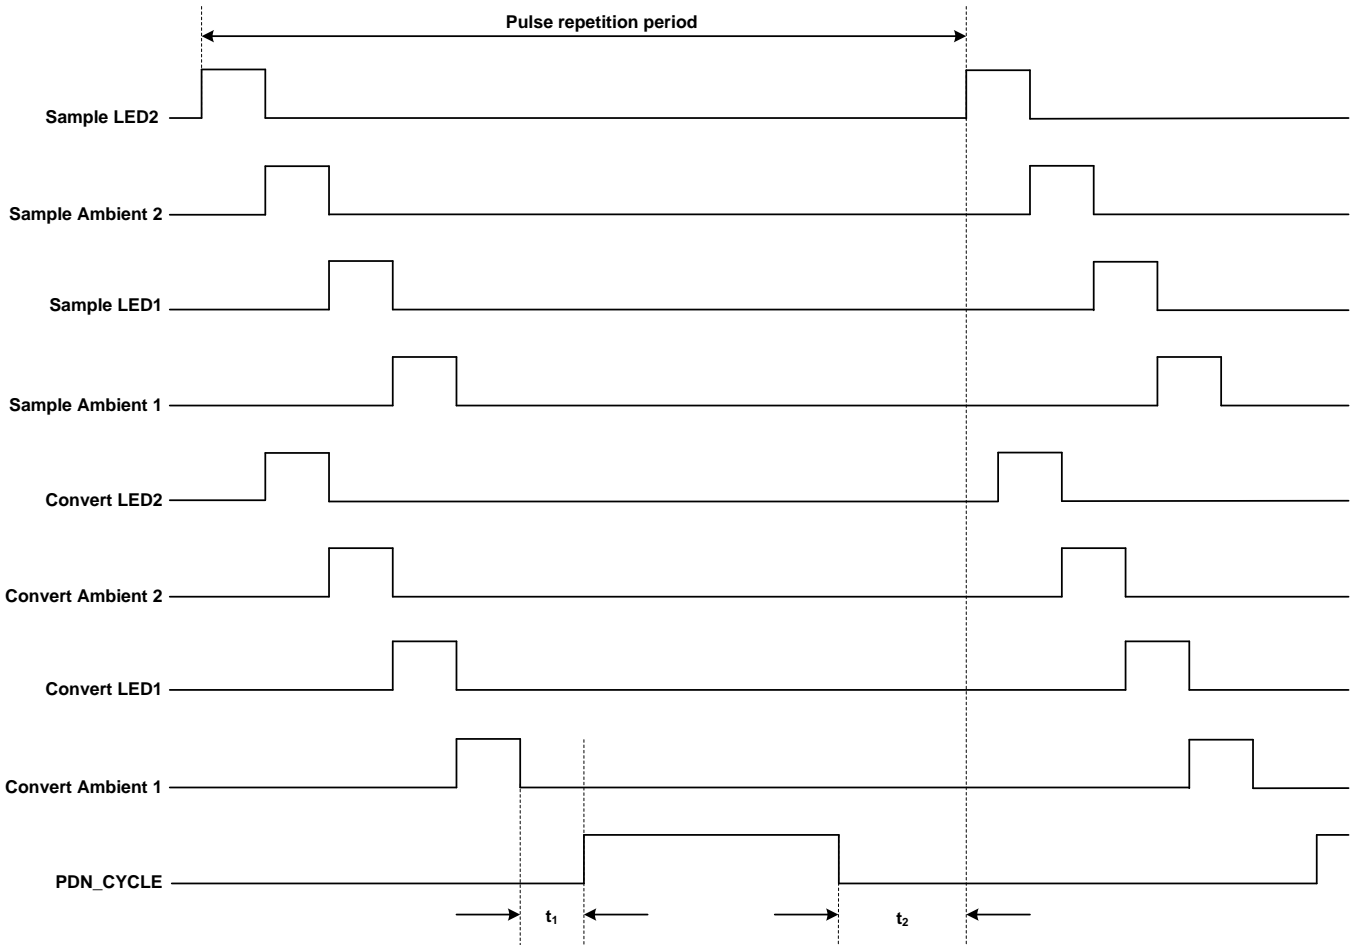 Pulse repetition period
Sample LED2
Sample Ambient 2
Sample LED1
Sample Ambient 1
Convert LED2
Convert Ambient 2
Convert LED1
Convert Ambient 1
PDN_CYCLE
t1
t2